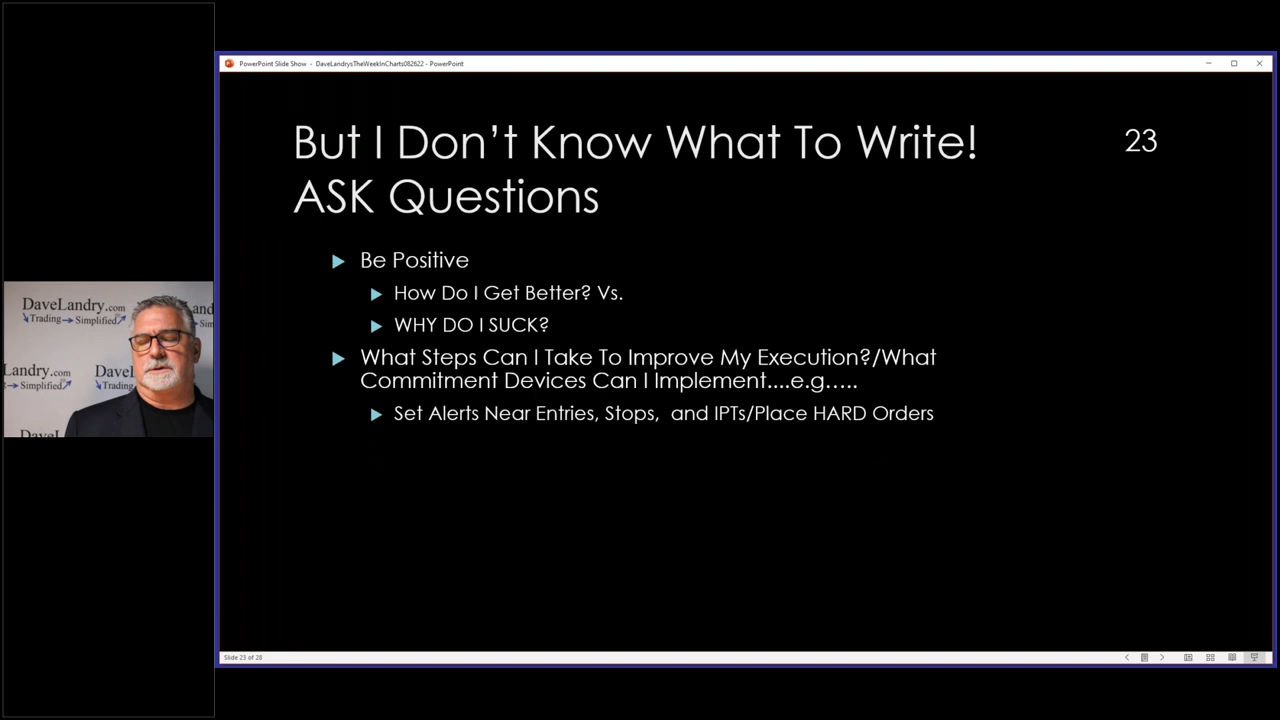 PowerPoint Slide Show - DaveLandrysTheWeekInCharts082622 - PowerPoint
But I Don't Know What To Write!
ASK Questions
23
Be Positive
How Do I Get Better? Vs.
WHY DO I SUCK?
What Steps Can I Take To Improve My Execution?/What
Commitment Devices Can I Implement....e.g.....
Set Alerts Near Entries, Stops, and IPTs/Place HARD Orders
DaveLandry.com
Trading Simplified
Landry.com
Simplified
Slide 23 of 28